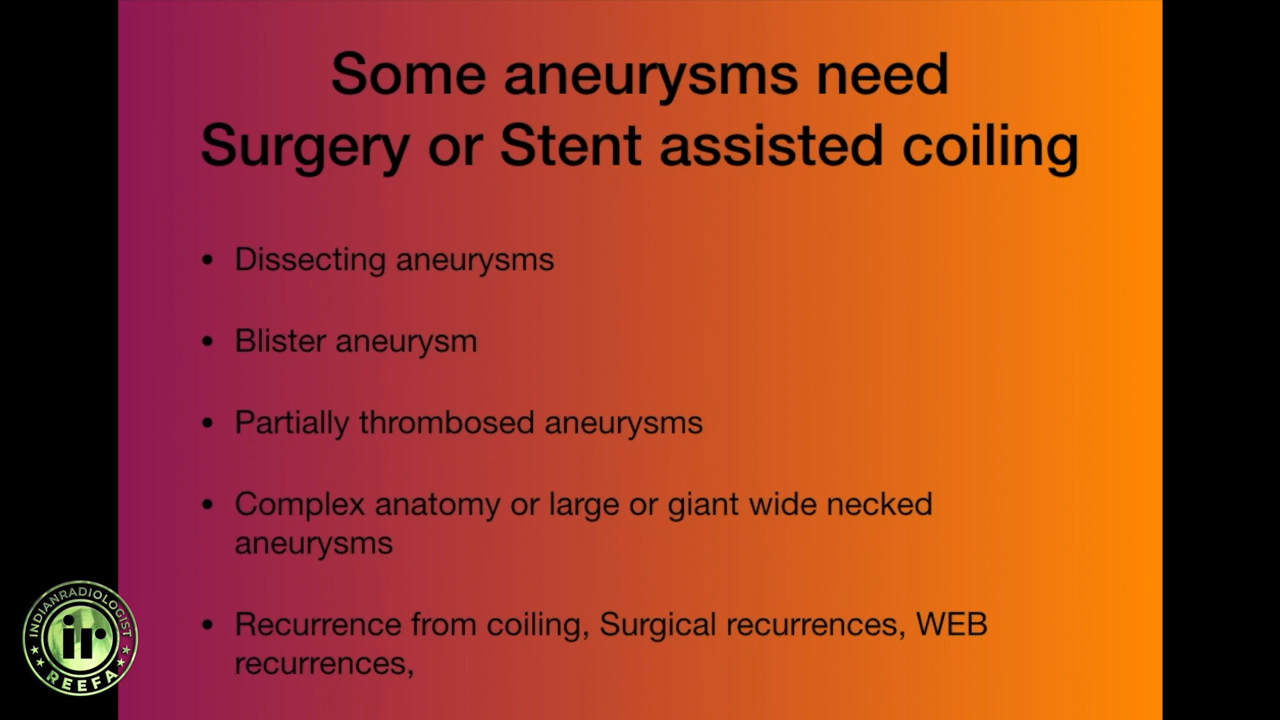 Some aneurysms need
Surgery or Stent assisted coiling
• Dissecting aneurysms
• Blister aneurysm
• Partially thrombosed aneurysms
• Complex anatomy or large or giant wide necked
aneurysms
• Recurrence from coiling, Surgical recurrences, WEB
recurrences,
INDIANRADIOLOGIST
ir
REEFA